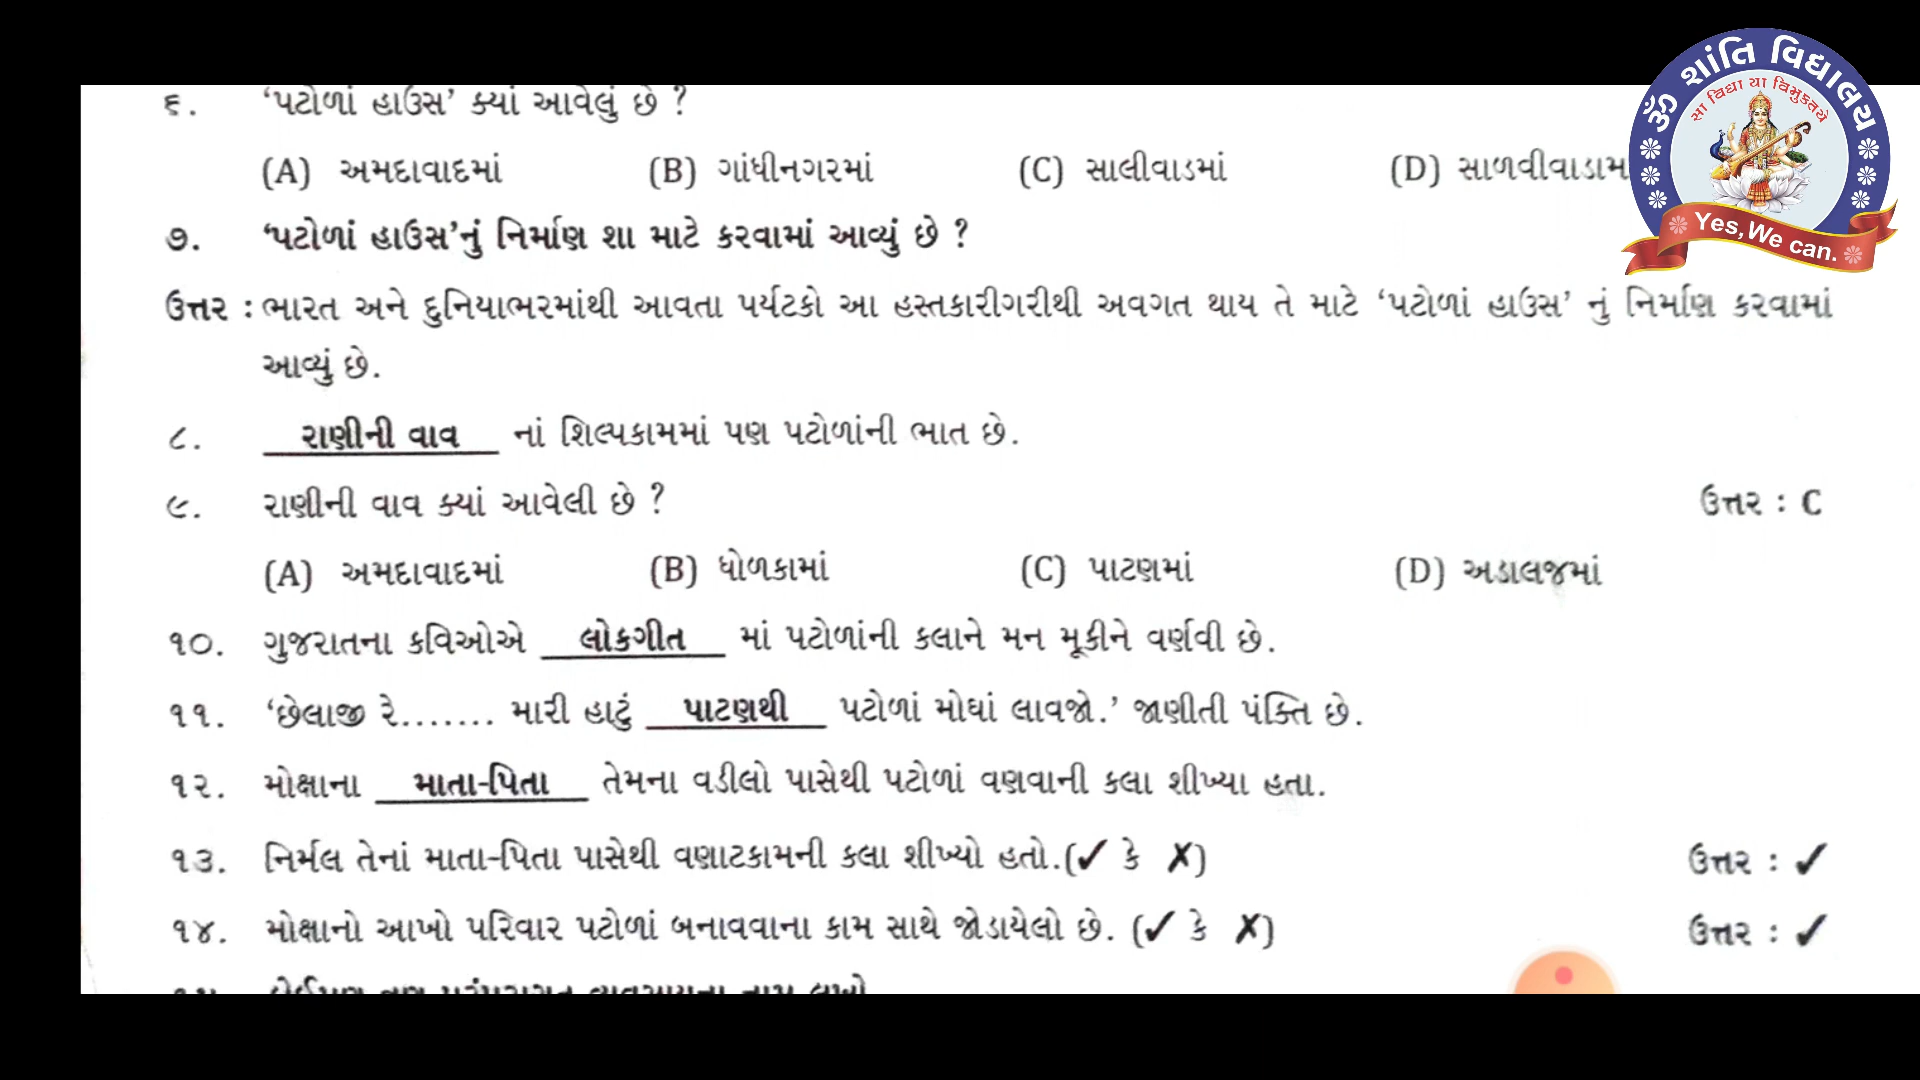 ૬. ‘પટોળાં હાઉસ’ ક્યાં આવેલું છે ?
(A) અમદાવાદમાં (B) ગાંધીનગરમાં (C) સાલીવાડમાં (D) સાળવીવાડામ
૭. ‘પટોળાં હાઉસ’નું નિર્માણ શા માટે કરવામાં આવ્યું છે ?
ઉત્તર : ભારત અને દુનિયાભરમાંથી આવતા પર્યટકો આ હસ્તકારીગરીથી અવગત થાય તે માટે ‘પટોળાં હાઉસ’ નું નિર્માણ કરવામાં
આવ્યું છે.
૮. રાણીની વાવ નાં શિલ્પકામમાં પણ પટોળાંની ભાત છે.
૯. રાણીની વાવ ક્યાં આવેલી છે ? ઉત્તર : C
(A) અમદાવાદમાં (B) ધોળકામાં (C) પાટણમાં (D) અડાલજમાં
૧૦. ગુજરાતના કવિઓએ લોકગીત માં પટોળાંની કલાને મન મૂકીને વર્ણવી છે.
૧૧. ‘છેલાજી રે....... મારી હાટું પાટણથી પટોળાં મોઘાં લાવજો.’ જાણીતી પંક્તિ છે.
૧૨. મોક્ષાના માતા-પિતા તેમના વડીલો પાસેથી પટોળાં વણવાની કલા શીખ્યા હતા.
૧૩. નિર્મલ તેનાં માતા-પિતા પાસેથી વણાટકામની કલા શીખ્યો હતો.(✓ કે ✗) ઉત્તર : ✓
૧૪. મોક્ષાનો આખો પરિવાર પટોળાં બનાવવાના કામ સાથે જોડાયેલો છે. (✓ કે ✗) ઉત્તર : ✓
ૐ શાંતિ વિદ્યાલય
સા વિદ્યા યા વિમુક્તયે
Yes, We can.